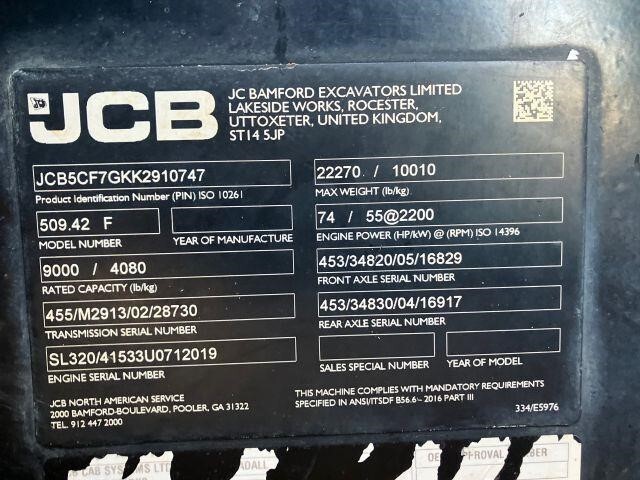 JCB
JC BAMFORD EXCAVATORS LIMITED
LAKESIDE WORKS, ROCESTER,
UTTOXETER, UNITED KINGDOM,
ST14 5JP
JCB5CF7GKK2910747
Product Identification Number (PIN) ISO 10261
509.42 F
MODEL NUMBER
YEAR OF MANUFACTURE
9000 / 4080
RATED CAPACITY (lb/kg)
455/M2913/02/28730
TRANSMISSION SERIAL NUMBER
SL320/41533U0712019
ENGINE SERIAL NUMBER
22270 / 10010
MAX WEIGHT (lb/kg)
74 / 55@2200
ENGINE POWER (HP/kW) @ (RPM) ISO 14396
453/34820/05/16829
FRONT AXLE SERIAL NUMBER
453/34830/04/16917
REAR AXLE SERIAL NUMBER
SALES SPECIAL NUMBER
YEAR OF MODEL
JCB NORTH AMERICAN SERVICE
2000 BAMFORD-BOULEVARD, POOLER, GA 31322
TEL. 912 447 2000
THIS MACHINE COMPLIES WITH MANDATORY REQUIREMENTS
SPECIFIED IN ANSI/ITSDF B56.6~ 2016 PART III
334/E5976
CAB SYSTEMS LTD